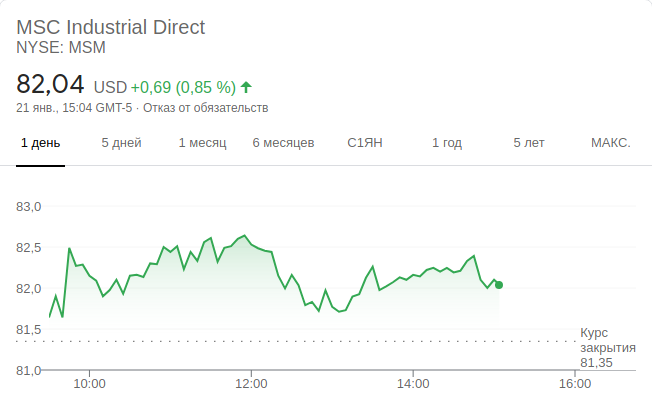 MSC Industrial Direct
NYSE: MSM
82,04 USD +0,69 (0,85 %)
21 янв., 15:04 GMT-5 · Отказ от обязательств
1 день 5 дней 1 месяц 6 месяцев С1ЯН 1 год 5 лет МАКС.
83,0
82,5
82,0
81,5
Курс
закрытия
81,35
81,0
10:00 12:00 14:00 16:00